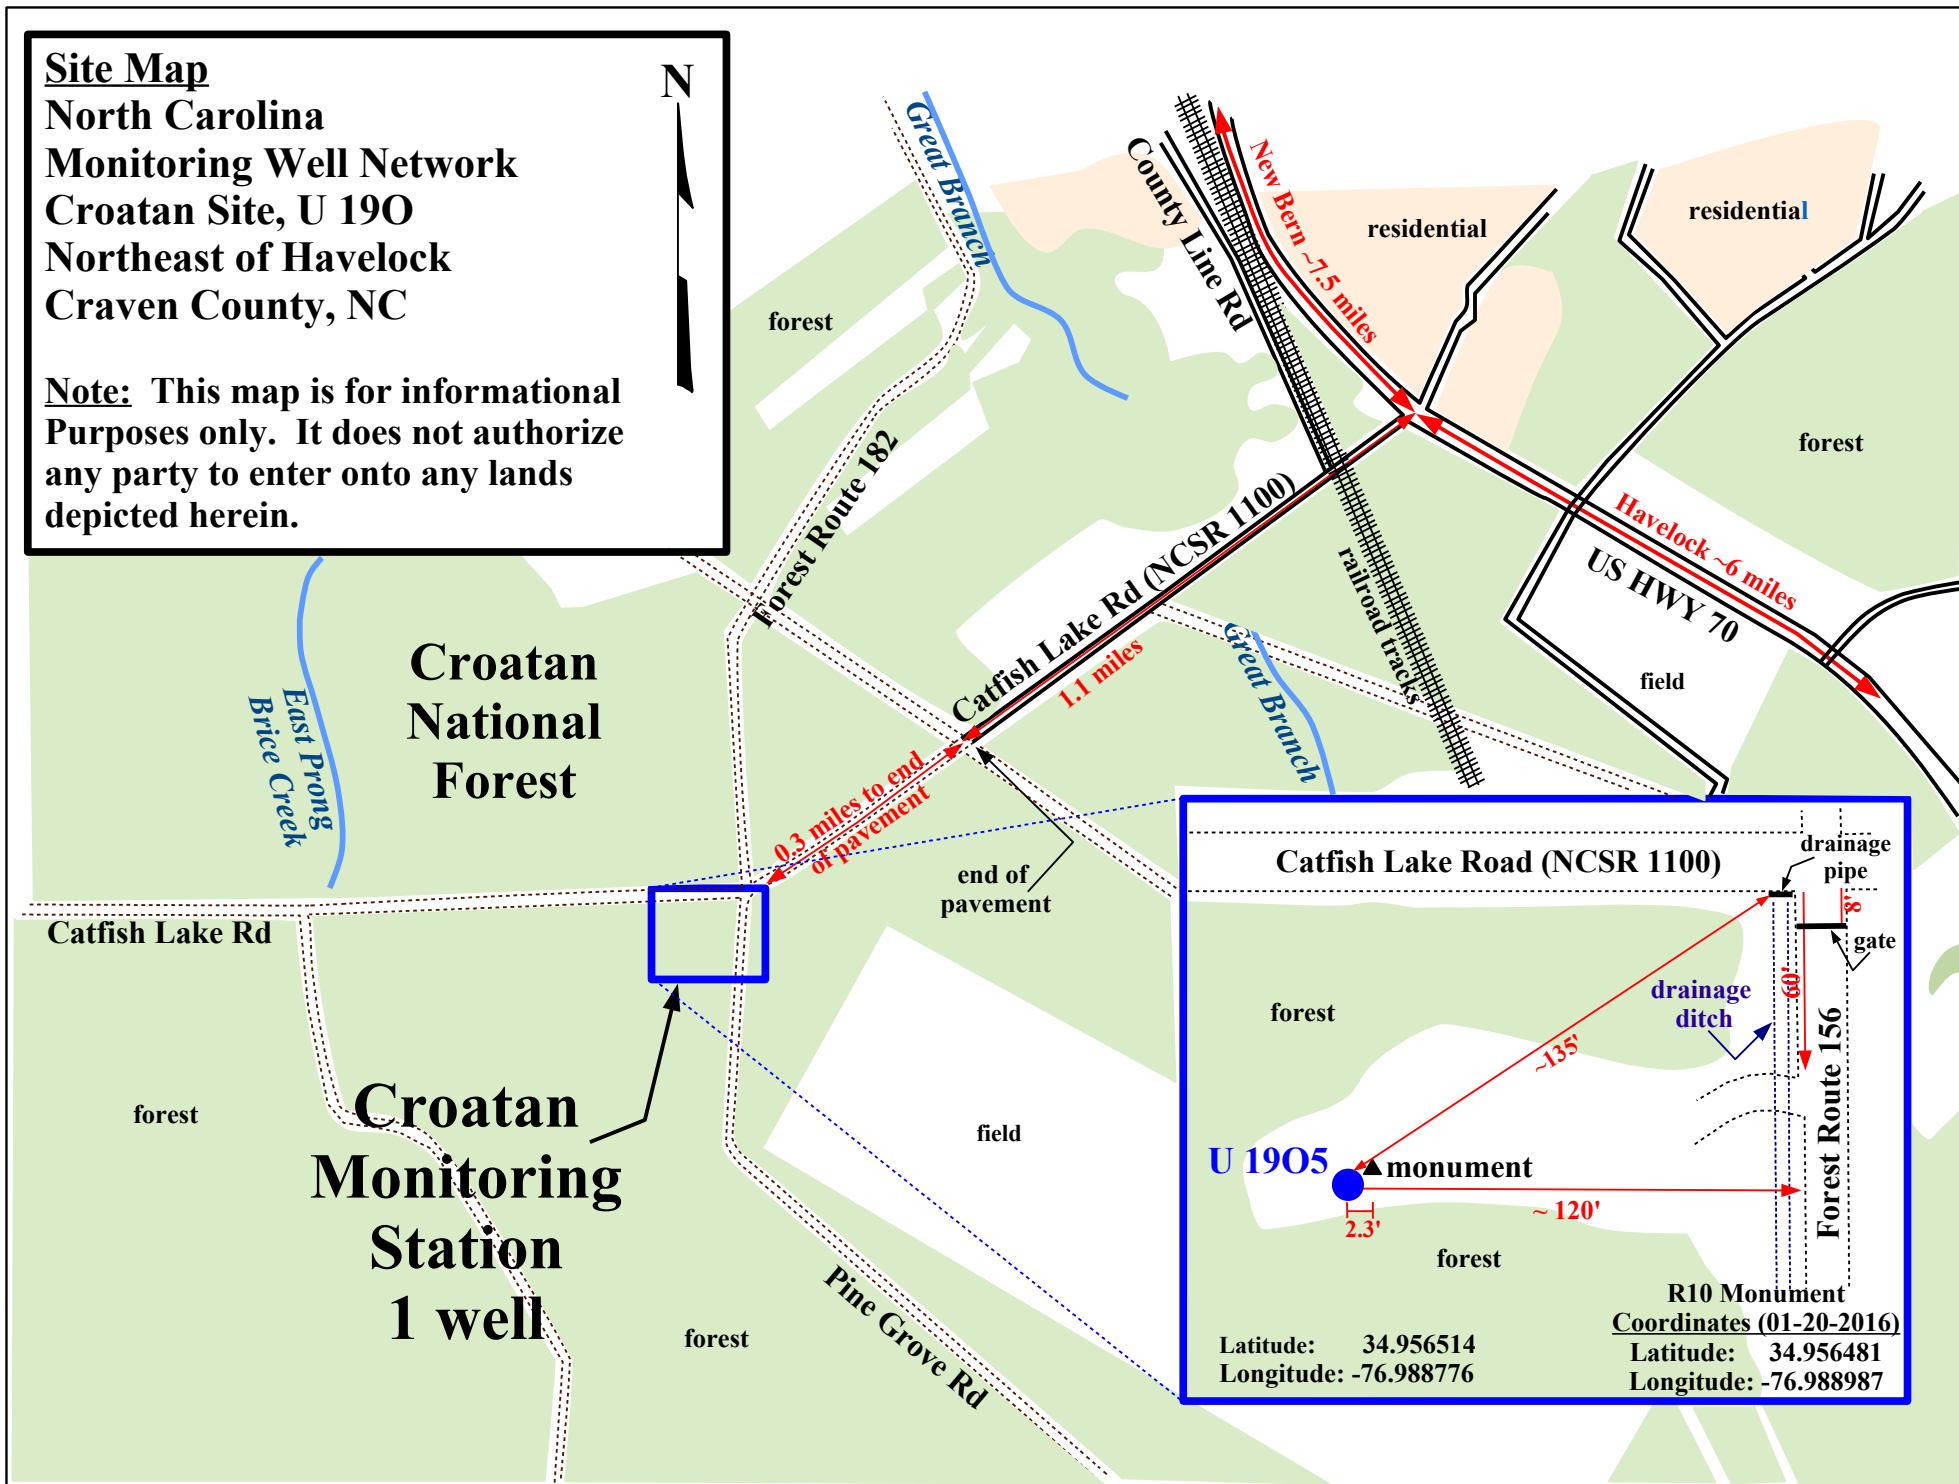 Site Map
North Carolina
Monitoring Well Network
Croatan Site, U 19O
Northeast of Havelock
Craven County, NC
Note: This map is for informational
Purposes only. It does not authorize
any party to enter onto any lands
depicted herein.
N
Great Branch
County Line Rd
New Bern ~7.5 miles
residential
residential
forest
forest
Forest Route 182
Catfish Lake Rd (NCSR 1100)
1.1 miles
railroad tracks
Havelock ~6 miles
US HWY 70
field
Great Branch
Croatan
National
Forest
East Prong
Brice Creek
0.3 miles to end
of pavement
end of
pavement
Catfish Lake Rd
forest
Croatan
Monitoring
Station
1 well
field
forest
Pine Grove Rd
Catfish Lake Road (NCSR 1100)
drainage
pipe
8'
gate
60'
drainage
ditch
forest
~135'
Forest Route 156
U 19O5
monument
~ 120'
2.3'
forest
Latitude: 34.956514
Longitude: -76.988776
R10 Monument
Coordinates (01-20-2016)
Latitude: 34.956481
Longitude: -76.988987